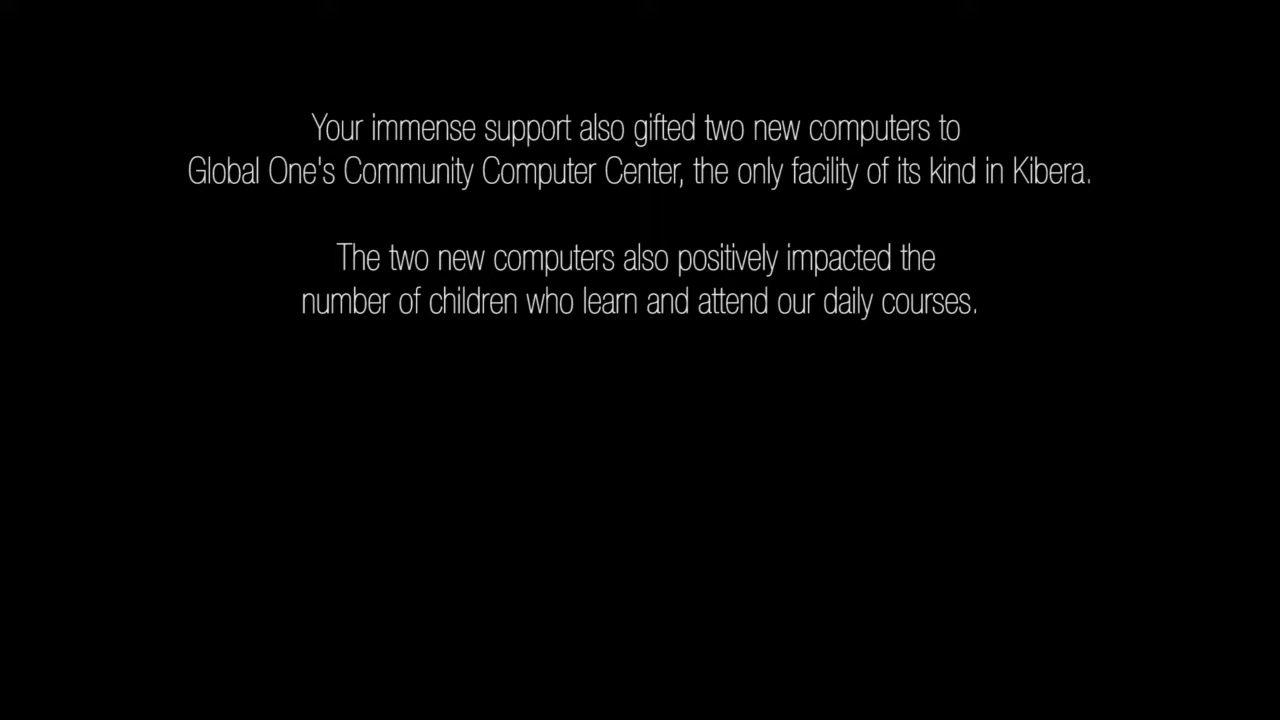 Your immense support also gifted two new computers to
Global One's Community Computer Center, the only facility of its kind in Kibera.
The two new computers also positively impacted the
number of children who learn and attend our daily courses.